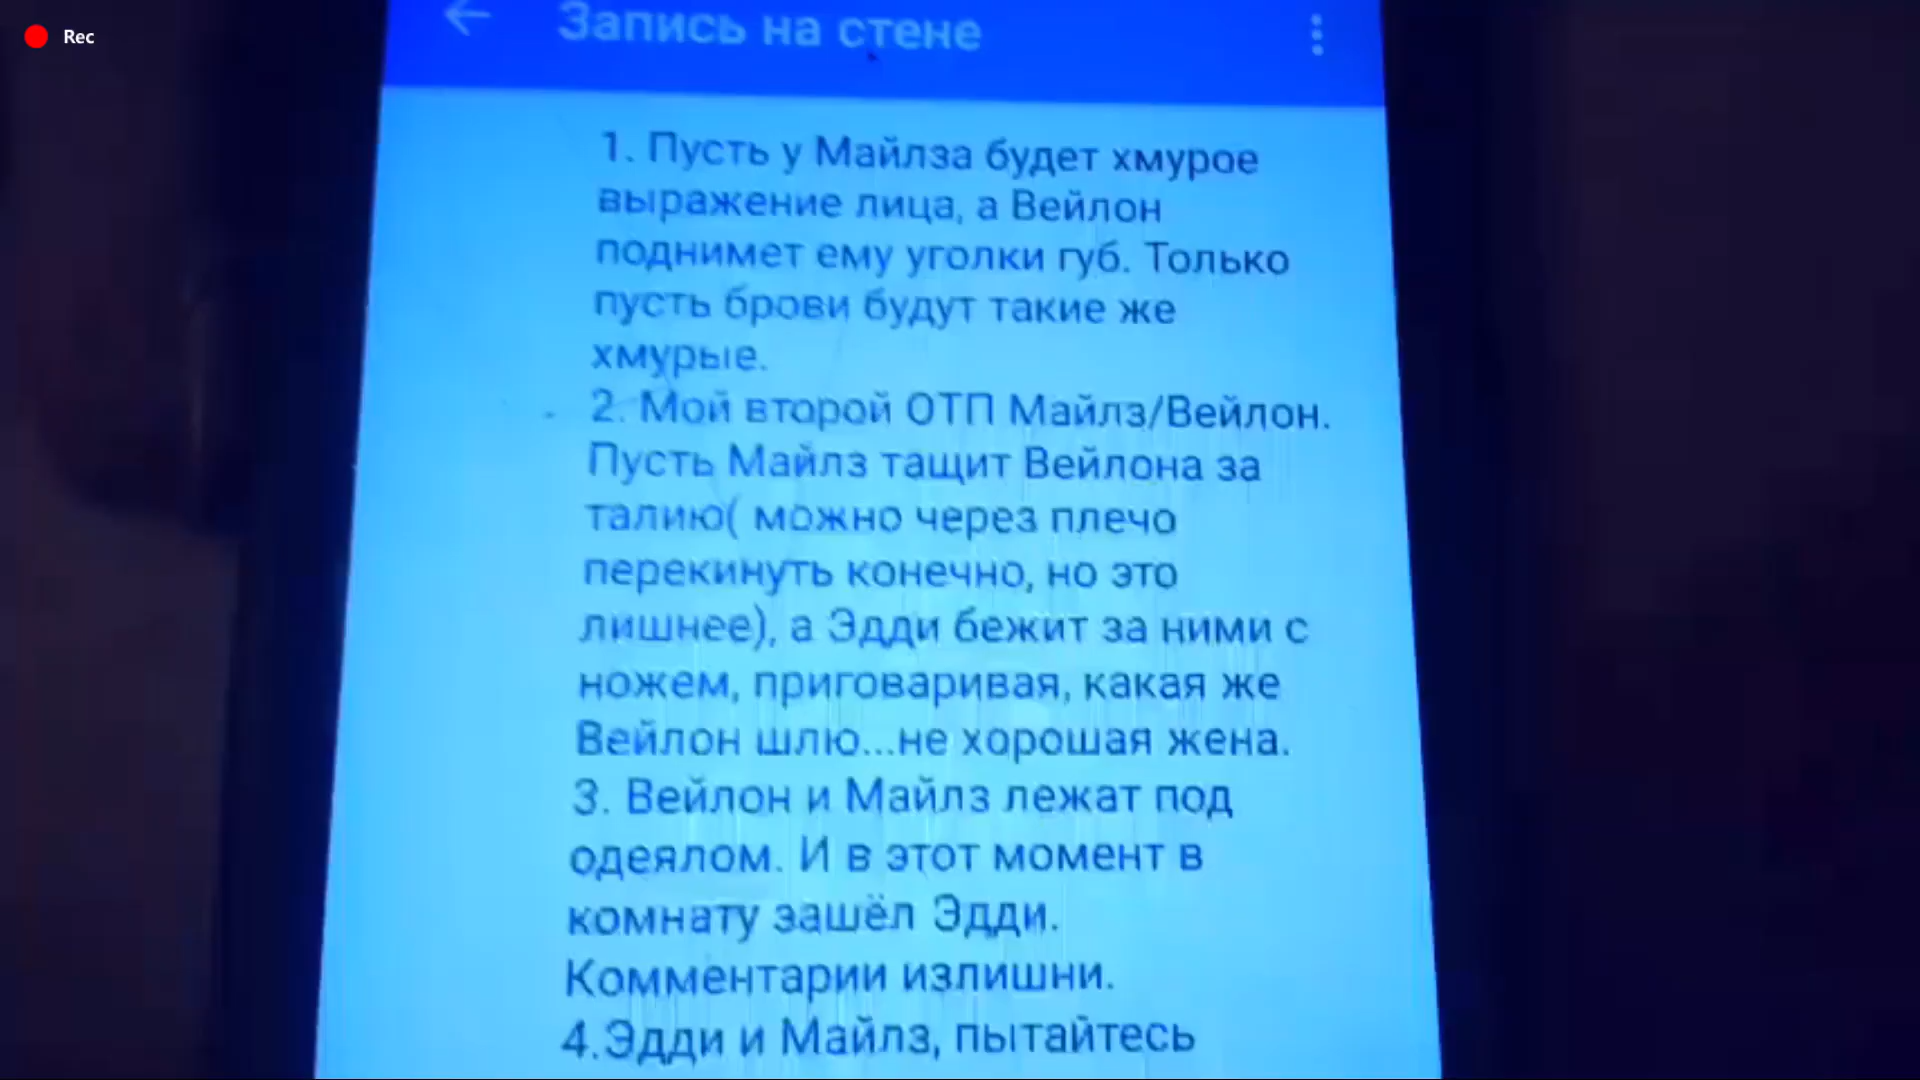 Rec
Запись на стене
1. Пусть у Майлза будет хмурое
выражение лица, а Вейлон
поднимет ему уголки губ. Только
пусть брови будут такие же
хмурые.
2. Мой второй ОТП Майлз/Вейлон.
Пусть Майлз тащит Вейлона за
талию( можно через плечо
перекинуть конечно, но это
лишнее), а Эдди бежит за ними с
ножем, приговаривая, какая же
Вейлон шлю...не хорошая жена.
3. Вейлон и Майлз лежат под
одеялом. И в этот момент в
комнату зашёл Эдди.
Комментарии излишни.
4.Эдди и Майлз, пытайтесь